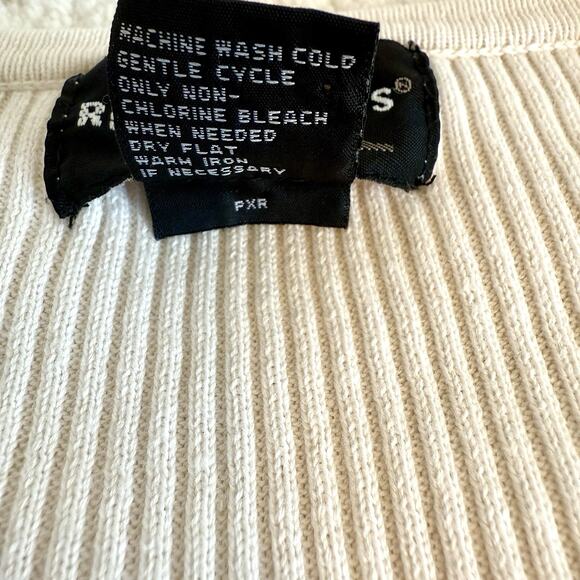 MACHINE WASH COLD
GENTLE CYCLE
ONLY NON-
CHLORINE BLEACH
WHEN NEEDED
DRY FLAT
WARM IRON
IF NECESSARY
PXR